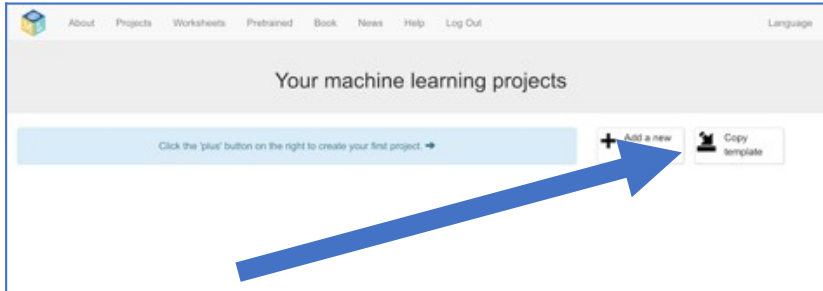 About Projects Worksheets Pretrained Book News Help Log Out Language
Your machine learning projects
Click the 'plus' button on the right to create your first project. ➜
Add a new
Copy
template